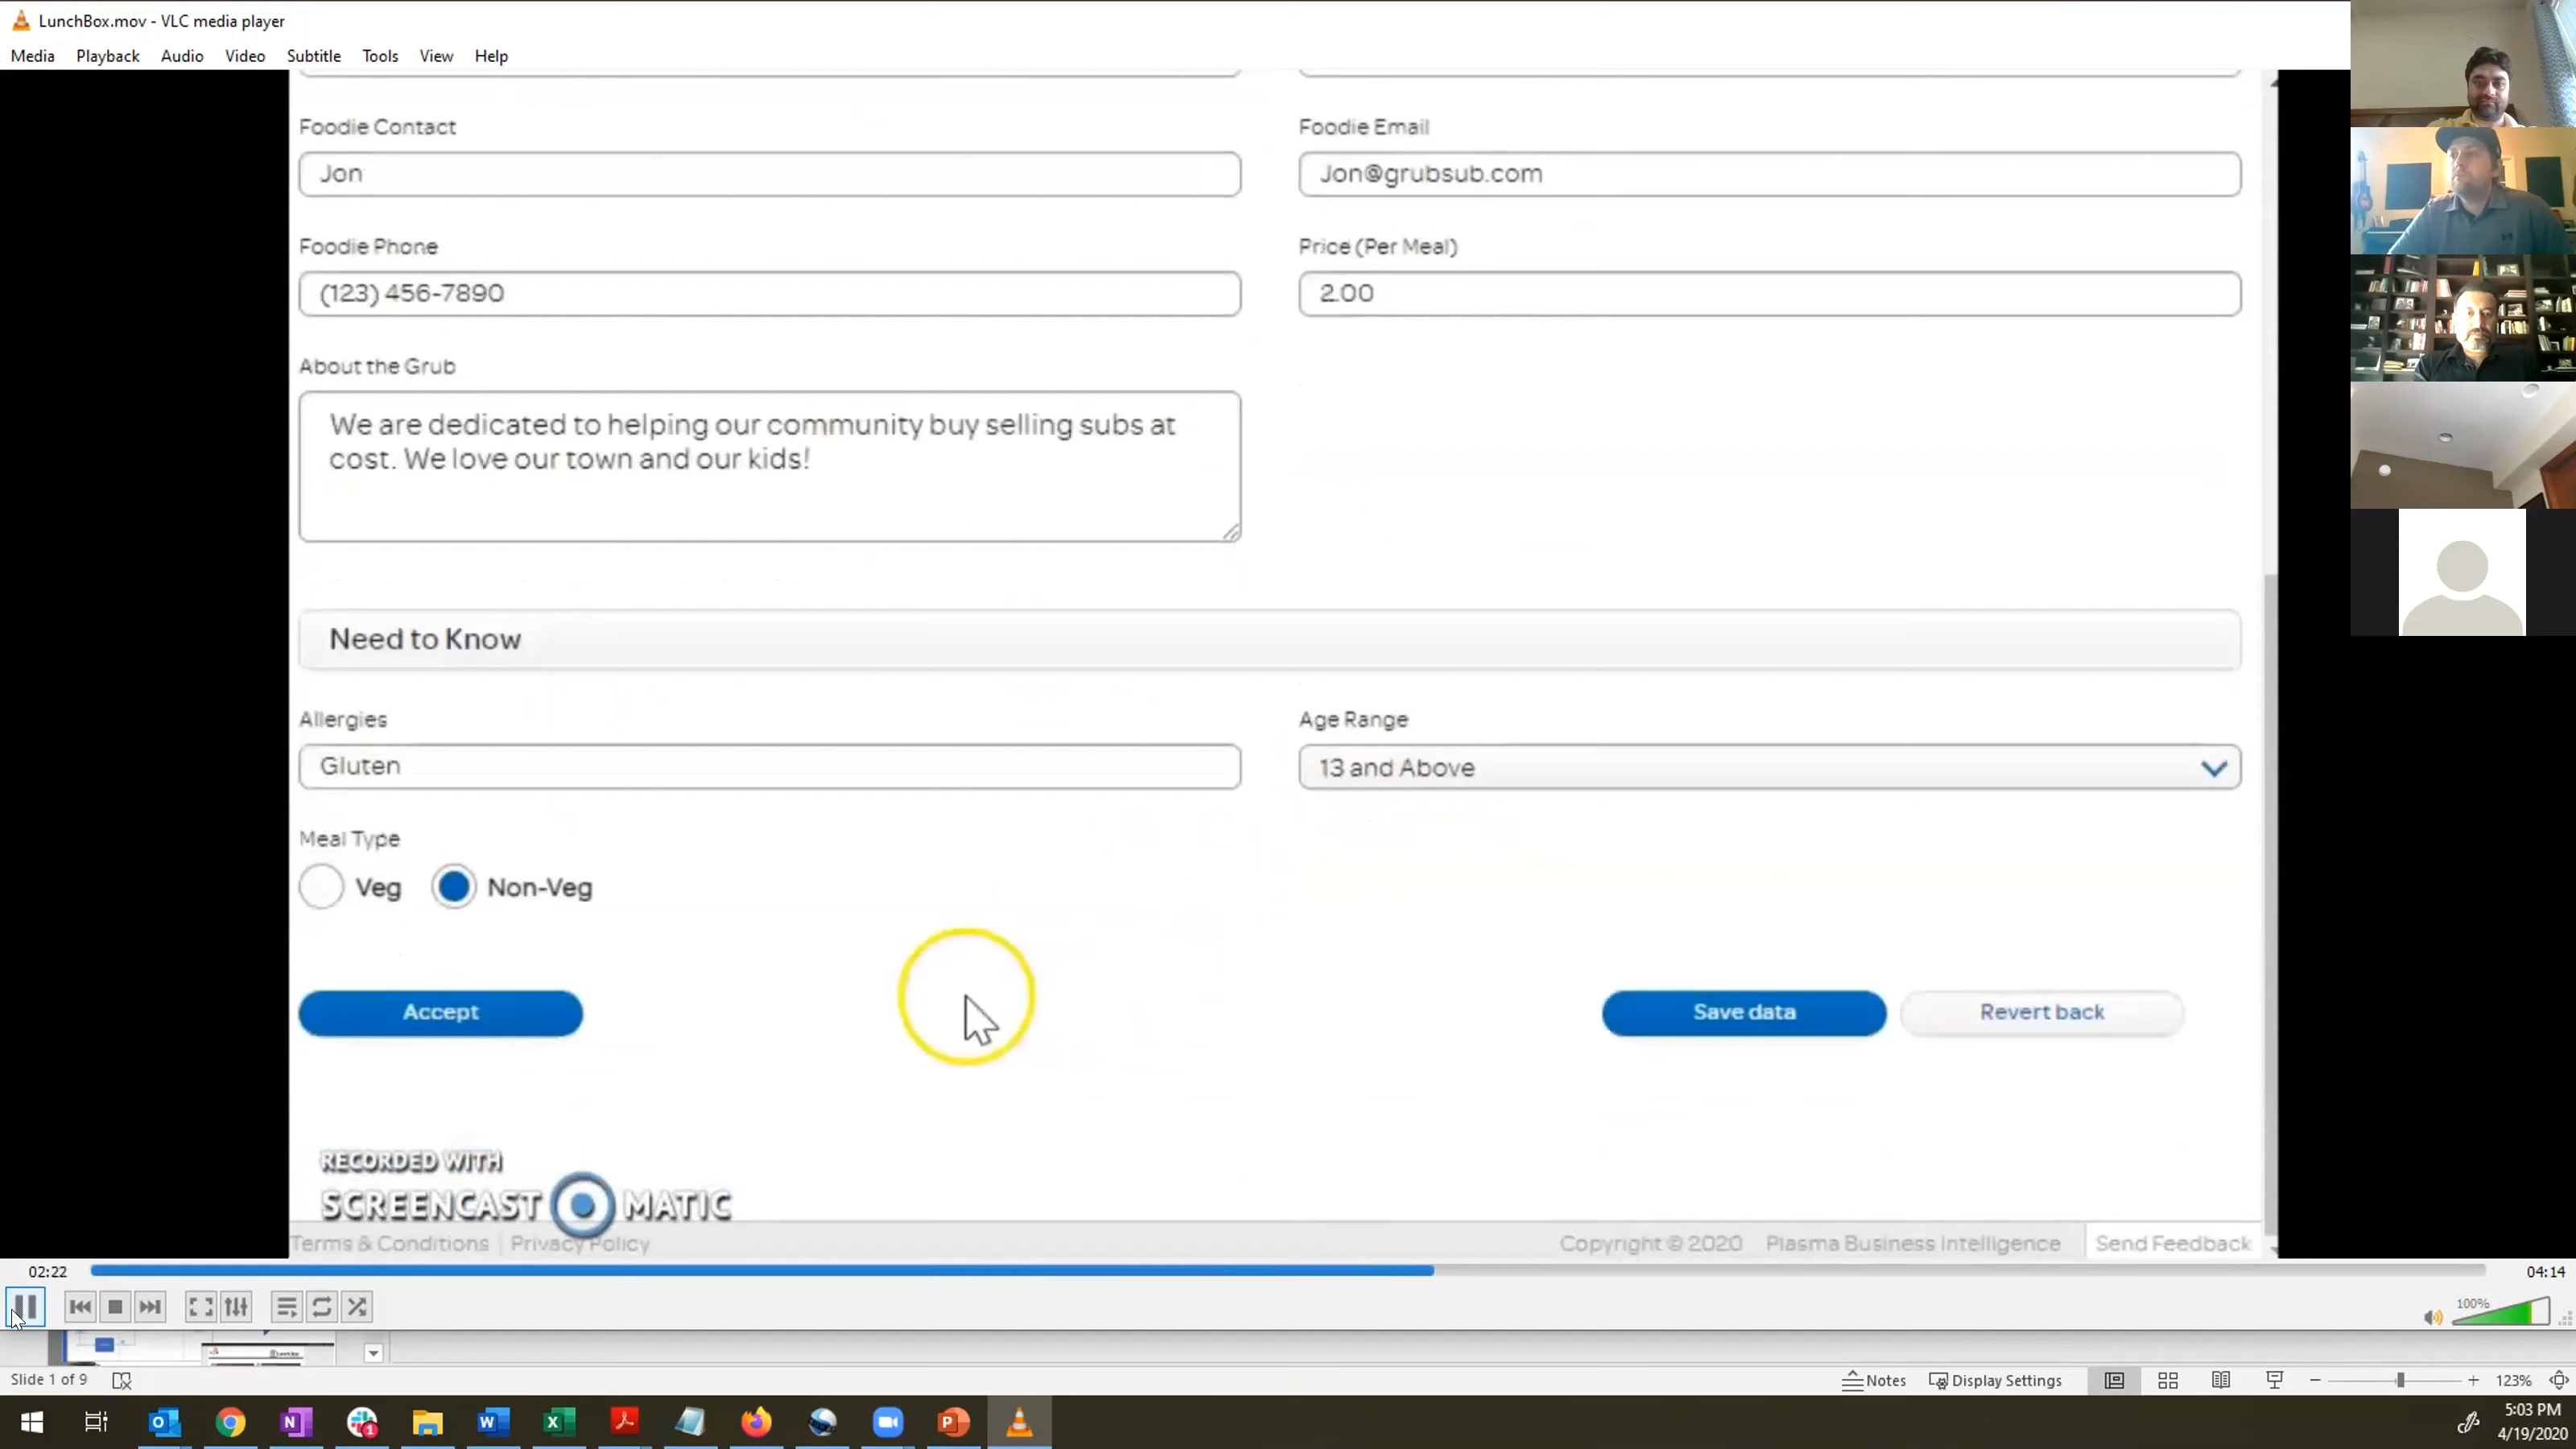 LunchBox.mov - VLC media player
Media Playback Audio Video Subtitle Tools View Help
Foodie Contact
Foodie Email
Jon
Jon@grubsub.com
Foodie Phone
Price (Per Meal)
(123) 456-7890
2.00
About the Grub
We are dedicated to helping our community buy selling subs at
cost. We love our town and our kids!
Need to Know
Allergies
Age Range
Gluten
13 and Above
Meal Type
Veg Non-Veg
Accept
Save data
Revert back
RECORDED WITH
SCREENCAST MATIC
Terms & Conditions | Privacy Policy
Copyright © 2020 Plasma Business Intelligence
Send Feedback
02:22
04:14
100%
Slide 1 of 9
Notes
Display Settings
123%
5:03 PM
4/19/2020